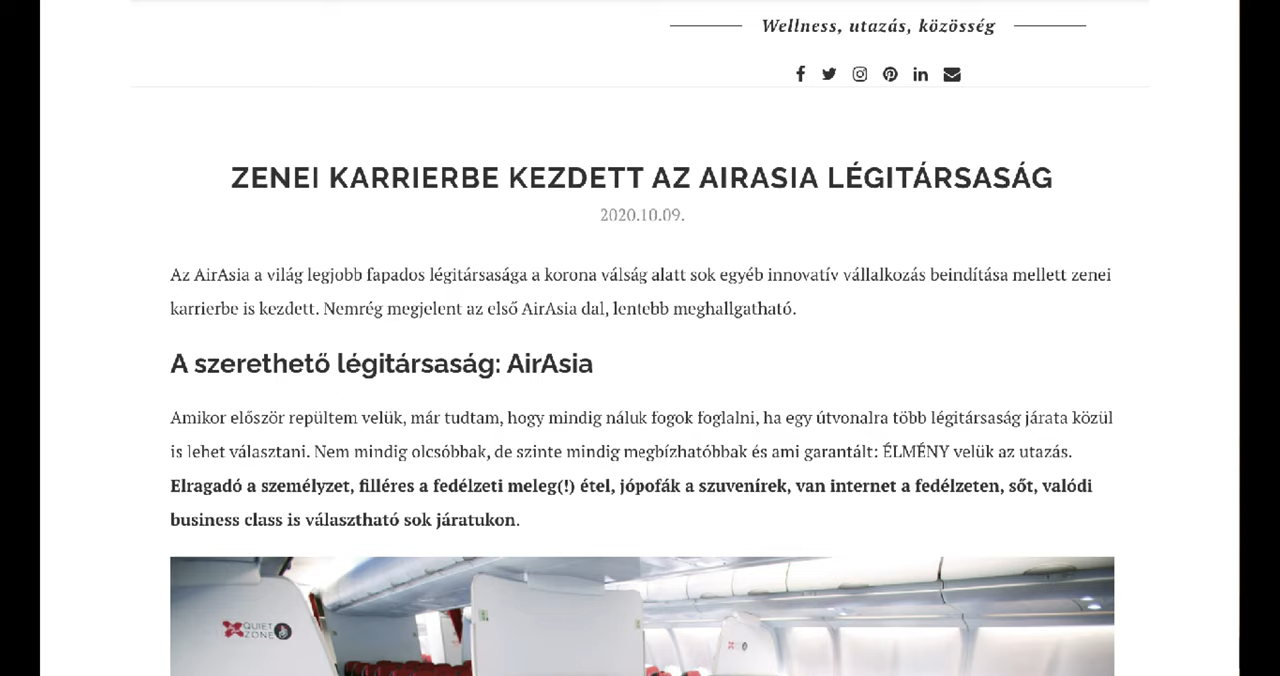 Wellness, utazás, közösség
ZENEI KARRIERBE KEZDETT AZ AIRASIA LÉGITÁRSASÁG
2020.10.09.
Az AirAsia a világ legjobb fapados légitársasága a korona válság alatt sok egyéb innovatív vállalkozás beindítása mellett zenei
karrierbe is kezdett. Nemrég megjelent az első AirAsia dal, lentebb meghallgatható.
A szerethető légitársaság: AirAsia
Amikor először repültem velük, már tudtam, hogy mindig náluk fogok foglalni, ha egy útvonalra több légitársaság járata közül
is lehet választani. Nem mindig olcsóbbak, de szinte mindig megbízhatóbbak és ami garantált: ÉLMÉNY velük az utazás.
Elragadó a személyzet, filléres a fedélzeti meleg(!) étel, jópofák a szuvenírek, van internet a fedélzeten, sőt, valódi
business class is választható sok járatukon.
QUIET
ZONE